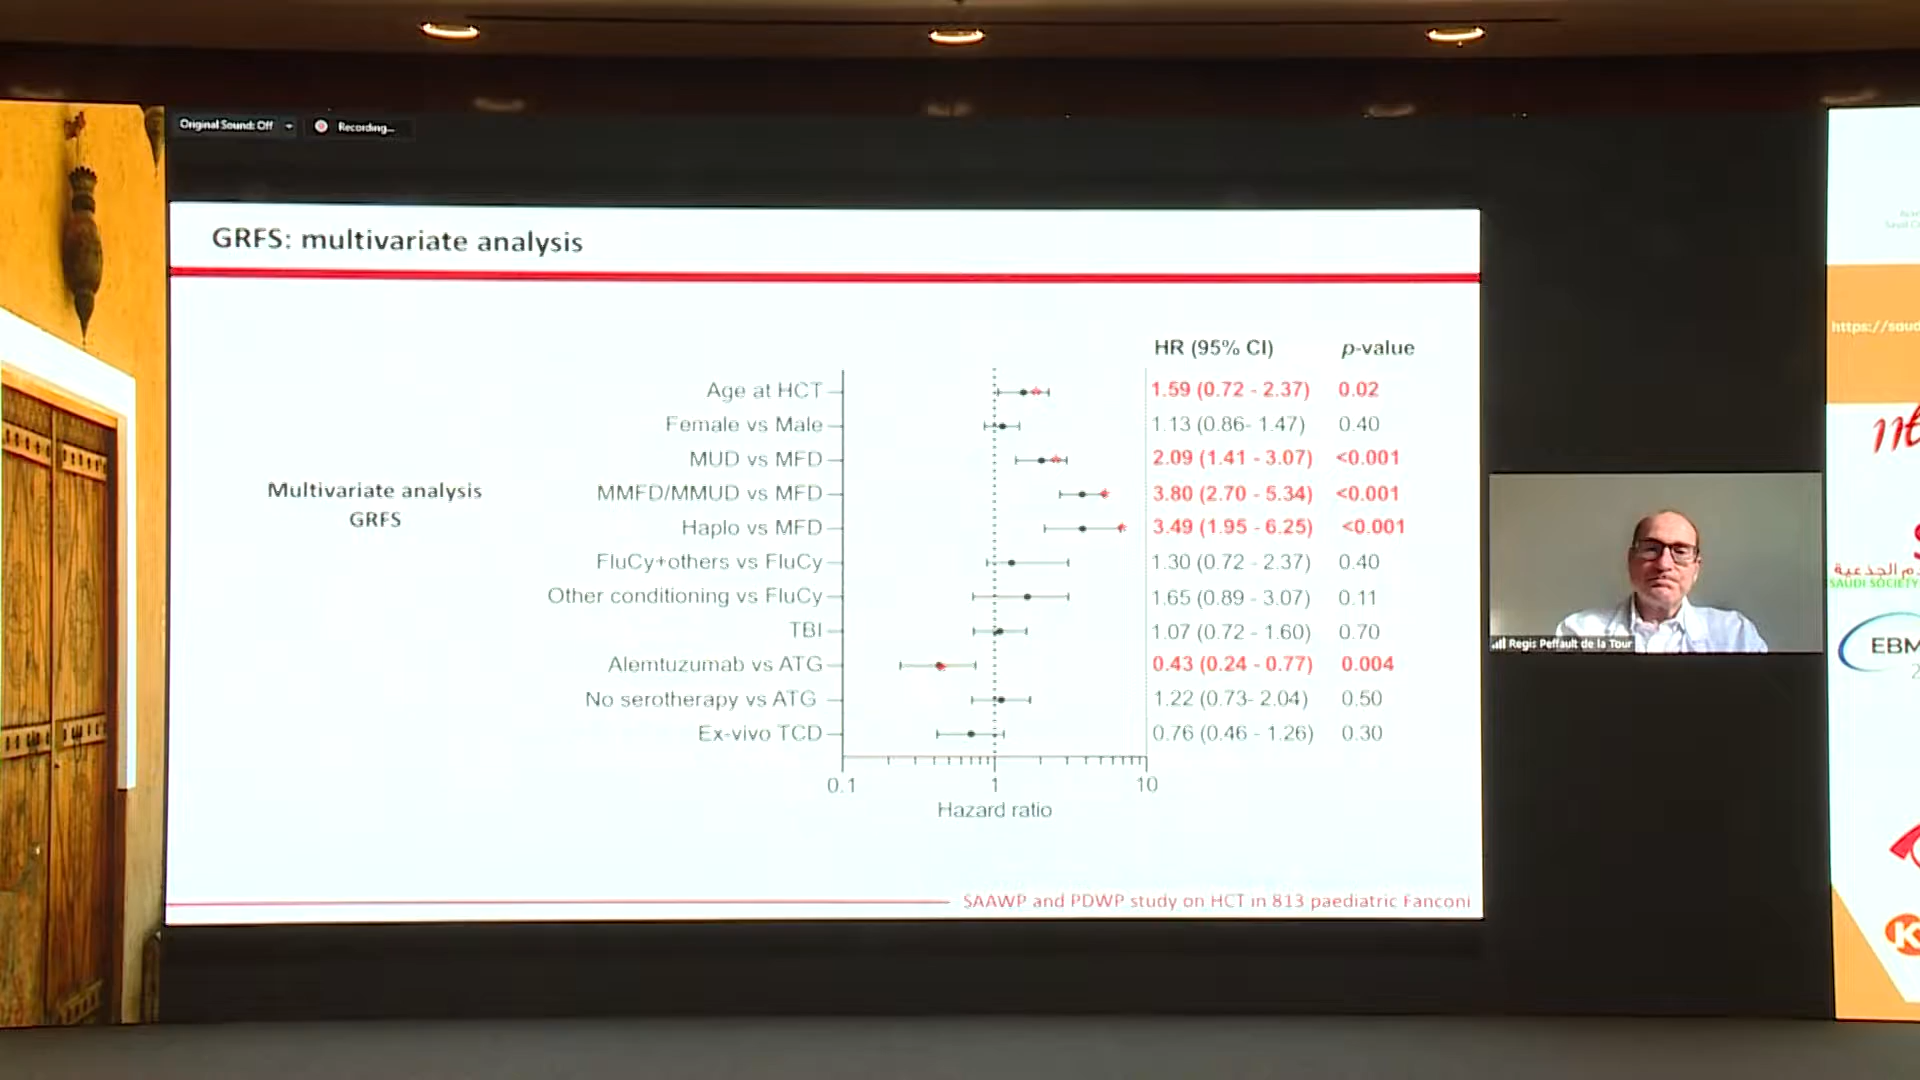 Original Sound: Off
Recording...
GRFS: multivariate analysis
HR (95% CI) p-value
Age at HCT 1.59 (0.72 - 2.37) 0.02
Female vs Male 1.13 (0.86- 1.47) 0.40
MUD vs MFD 2.09 (1.41 - 3.07) <0.001
Multivariate analysis
GRFS
MMFD/MMUD vs MFD 3.80 (2.70 - 5.34) <0.001
Haplo vs MFD 3.49 (1.95 - 6.25) <0.001
FluCy+others vs FluCy 1.30 (0.72 - 2.37) 0.40
Other conditioning vs FluCy 1.65 (0.89 - 3.07) 0.11
TBI 1.07 (0.72 - 1.60) 0.70
Alemtuzumab vs ATG 0.43 (0.24 - 0.77) 0.004
No serotherapy vs ATG 1.22 (0.73- 2.04) 0.50
Ex-vivo TCD 0.76 (0.46 - 1.26) 0.30
0.1 1 10
Hazard ratio
SAAWP and PDWP study on HCT in 813 paediatric Fanconi
Regis Peffault de la Tour
https://saud
SAUDI SOCIETY
EBM
K